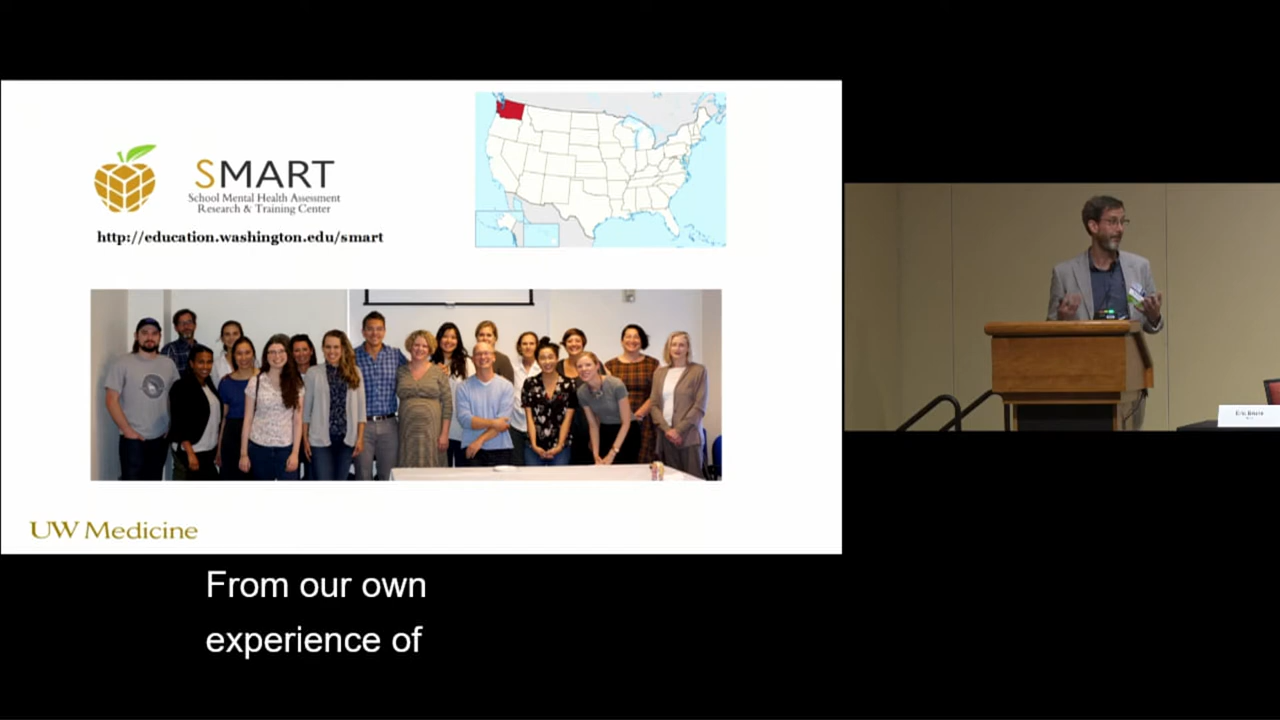 SMART
School Mental Health Assessment
Research & Training Center
http://education.washington.edu/smart
UW Medicine
From our own
experience of